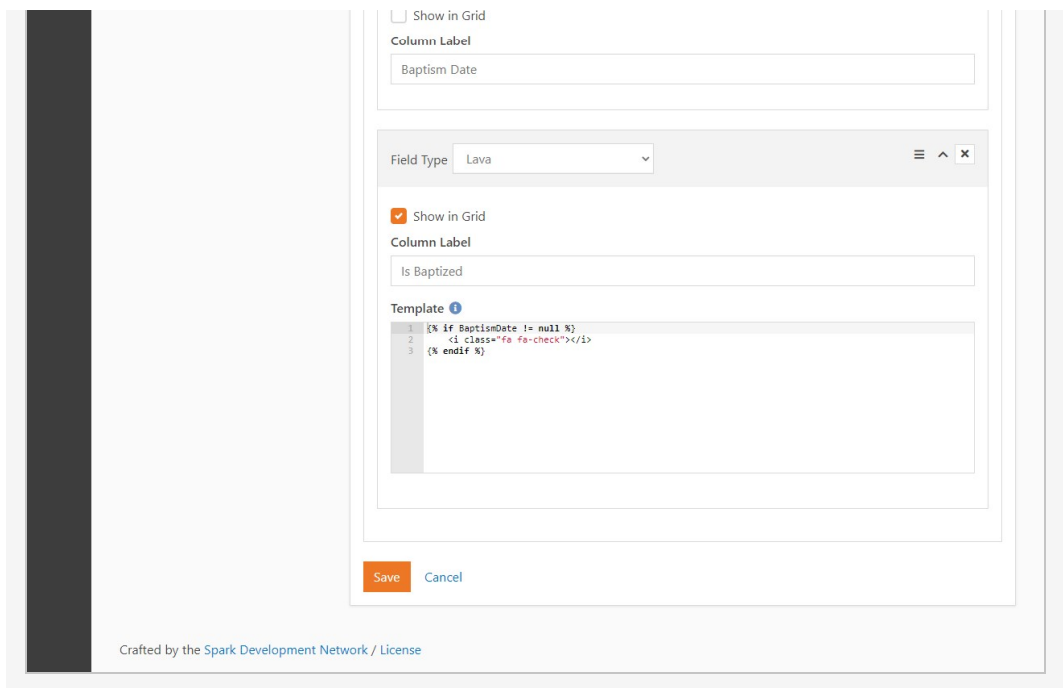 Show in Grid
Column Label
Baptism Date
Field Type Lava
Show in Grid
Column Label
Is Baptized
Template
1 {% if BaptismDate != null %}
2 <i class="fa fa-check"></i>
3 {% endif %}
Save Cancel
Crafted by the Spark Development Network / License